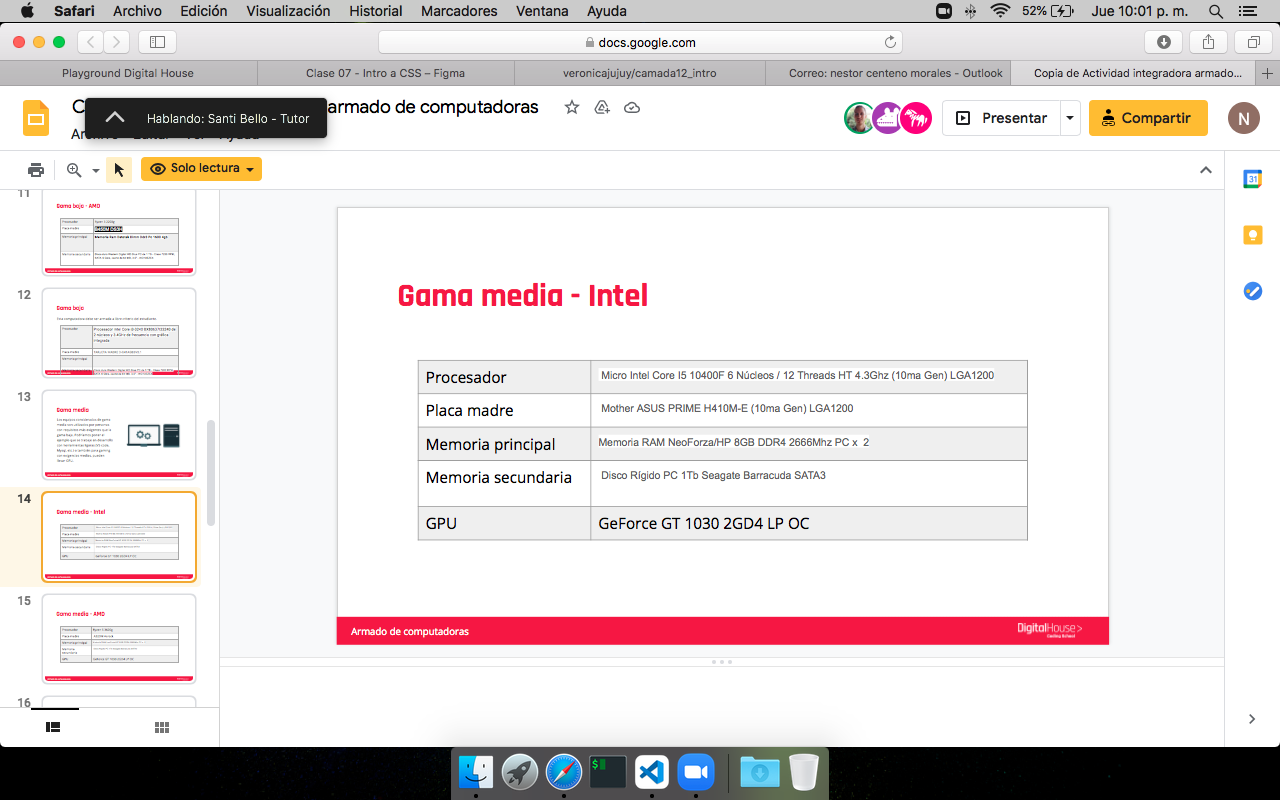 Safari Archivo Edición Visualización Historial Marcadores Ventana Ayuda 52% Jue 10:01 p. m.
docs.google.com
Playground Digital House
Clase 07 - Intro a CSS – Figma
veronicajujuy/camada12_intro
Correo: nestor centeno morales - Outlook
Copia de Actividad integradora armado...
armado de computadoras
Hablando: Santi Bello - Tutor
Presentar
Compartir
N
Solo lectura
31
11
Gama baja - AMD
12
Gama baja
13
Gama media
14
Gama media - Intel
15
Gama media - AMD
16
Gama media - Intel
Procesador Micro Intel Core I5 10400F 6 Núcleos / 12 Threads HT 4.3Ghz (10ma Gen) LGA1200
Placa madre Mother ASUS PRIME H410M-E (10ma Gen) LGA1200
Memoria principal Memoria RAM NeoForza/HP 8GB DDR4 2666Mhz PC x 2
Memoria secundaria Disco Rígido PC 1Tb Seagate Barracuda SATA3
GPU GeForce GT 1030 2GD4 LP OC
Armado de computadoras
DigitalHouse>
Coding School